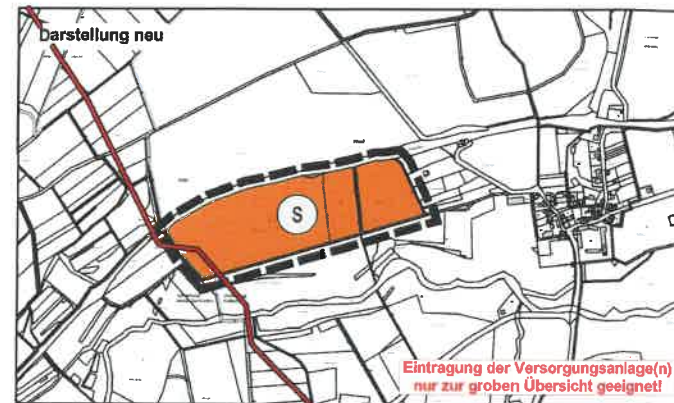 Darstellung neu
S
Eintragung der Versorgungsanlage(n)
nur zur groben Übersicht geeignet!